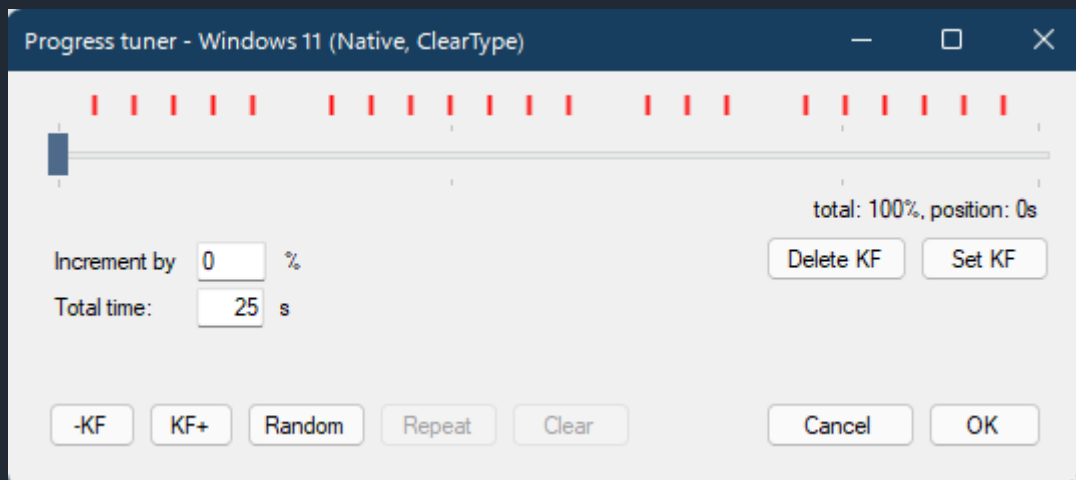 Progress tuner - Windows 11 (Native, ClearType)
total: 100%, position: 0s
Increment by 0 %
Delete KF Set KF
Total time: 25 s
-KF KF+ Random Repeat Clear Cancel OK